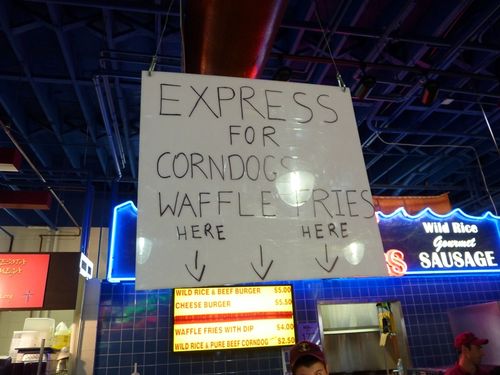 EXPRESS
FOR
CORNDOGS
WAFFLE FRIES
HERE HERE
Wild Rice
Gourmet
S SAUSAGE
WILD RICE & BEEF BURGER $5.00
CHEESE BURGER $5.50
WAFFLE FRIES WITH DIP $4.00
WILD RICE & PURE BEEF CORNDOG $2.50